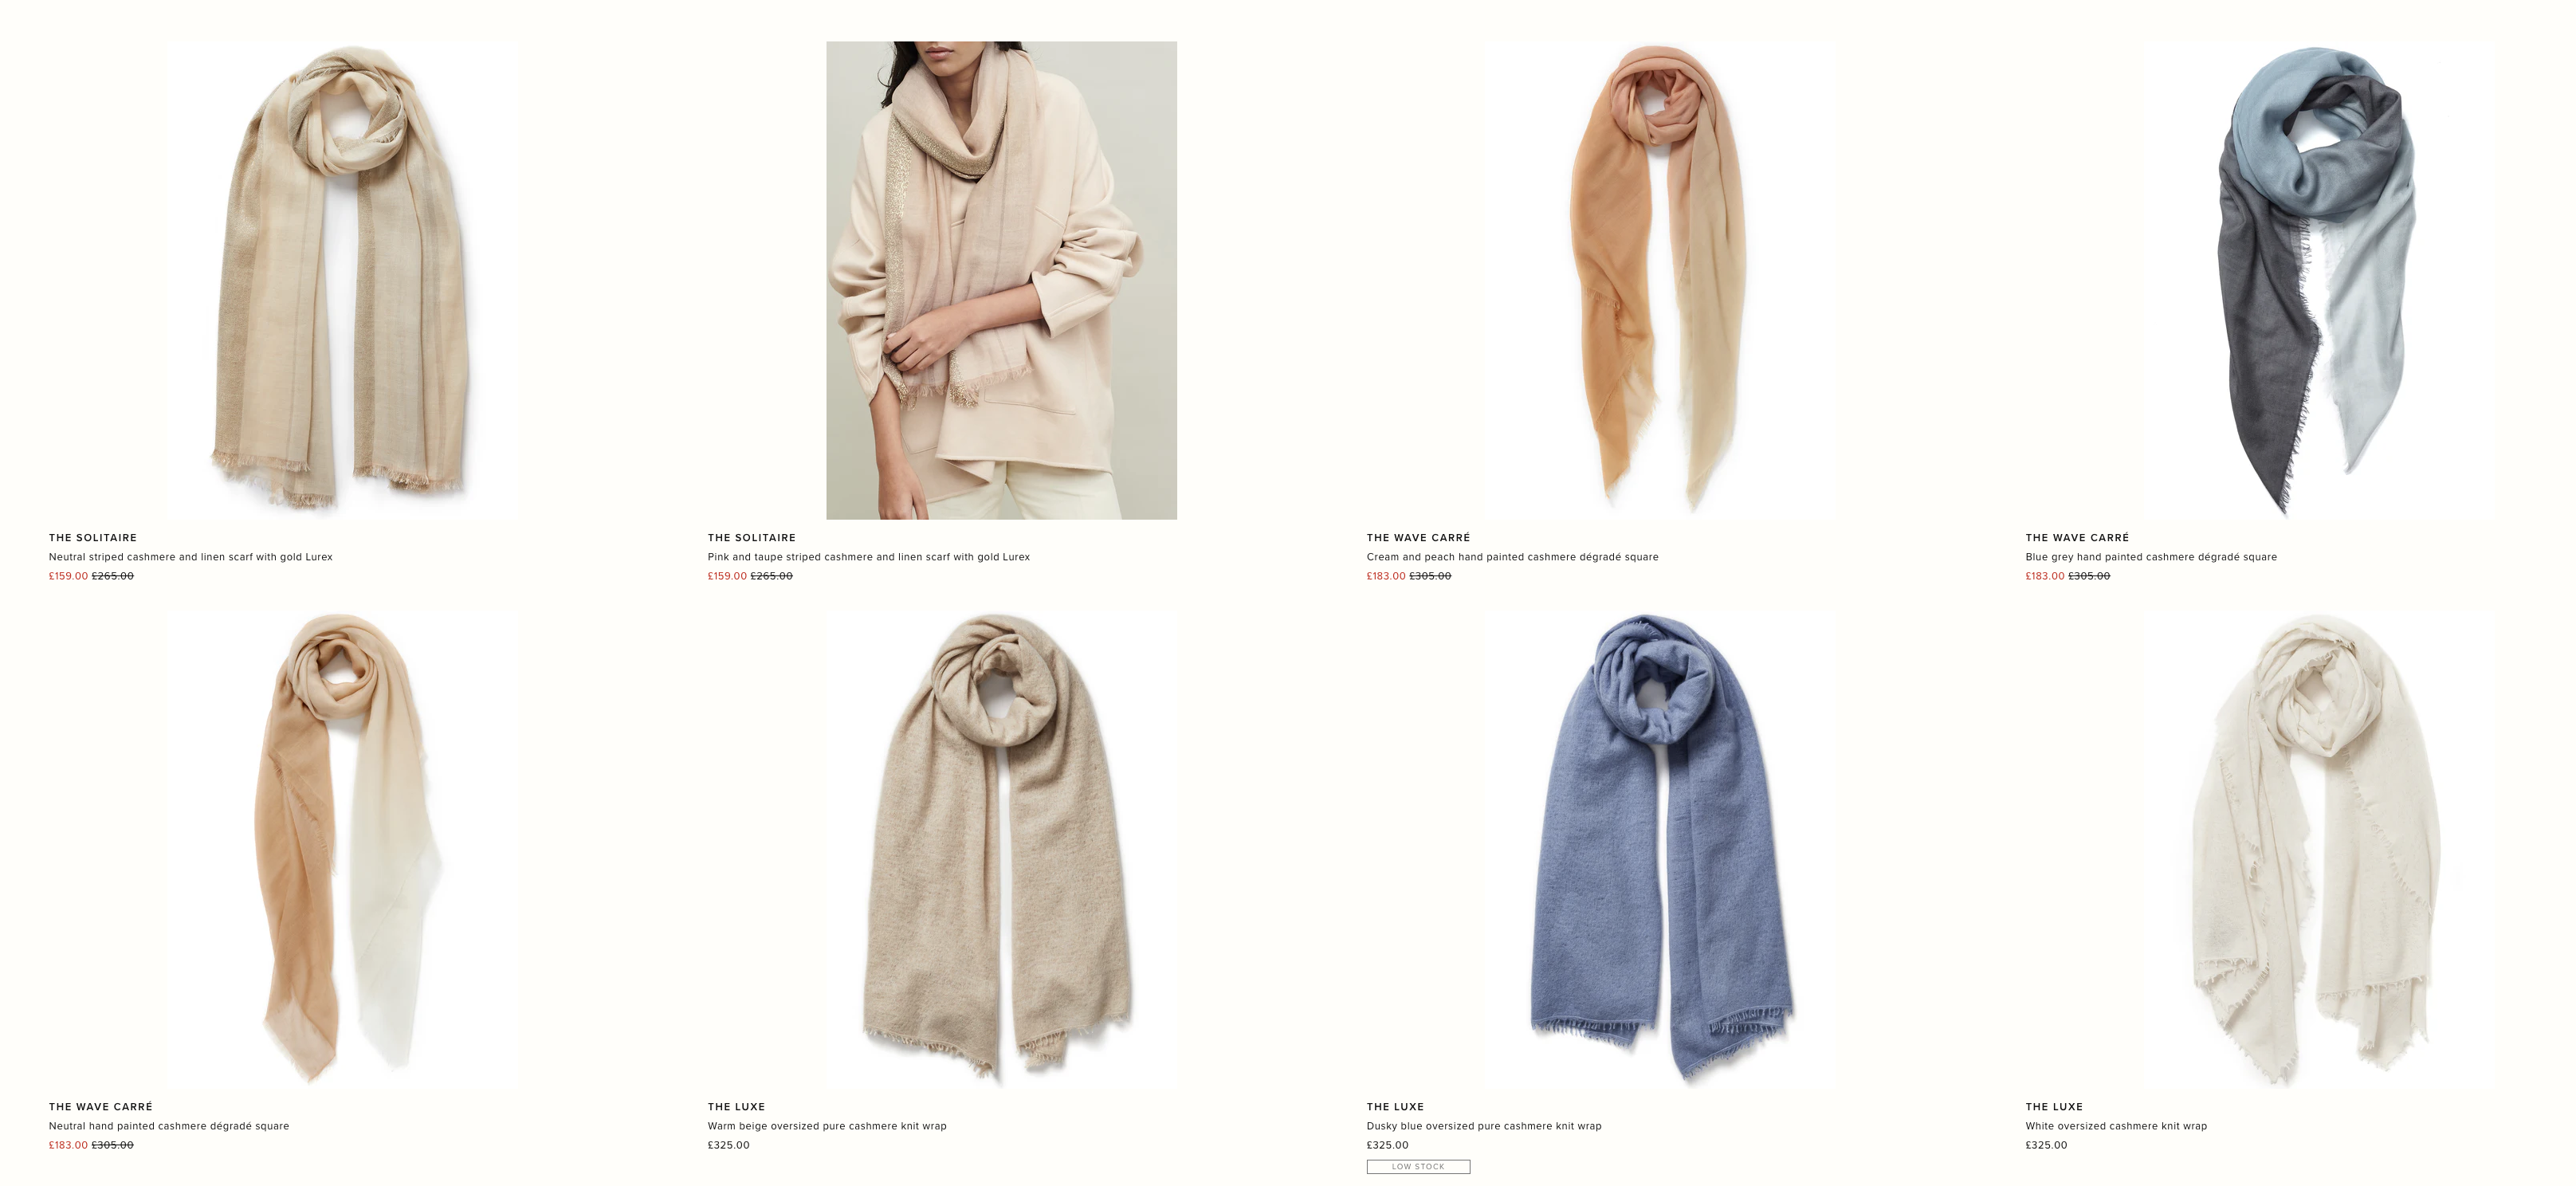 THE SOLITAIRE
Neutral striped cashmere and linen scarf with gold Lurex
£159.00 £265.00
THE SOLITAIRE
Pink and taupe striped cashmere and linen scarf with gold Lurex
£159.00 £265.00
THE WAVE CARRÉ
Cream and peach hand painted cashmere dégradé square
£183.00 £305.00
THE WAVE CARRÉ
Blue grey hand painted cashmere dégradé square
£183.00 £305.00
THE WAVE CARRÉ
Neutral hand painted cashmere dégradé square
£183.00 £305.00
THE LUXE
Warm beige oversized pure cashmere knit wrap
£325.00
THE LUXE
Dusky blue oversized pure cashmere knit wrap
£325.00
LOW STOCK
THE LUXE
White oversized cashmere knit wrap
£325.00